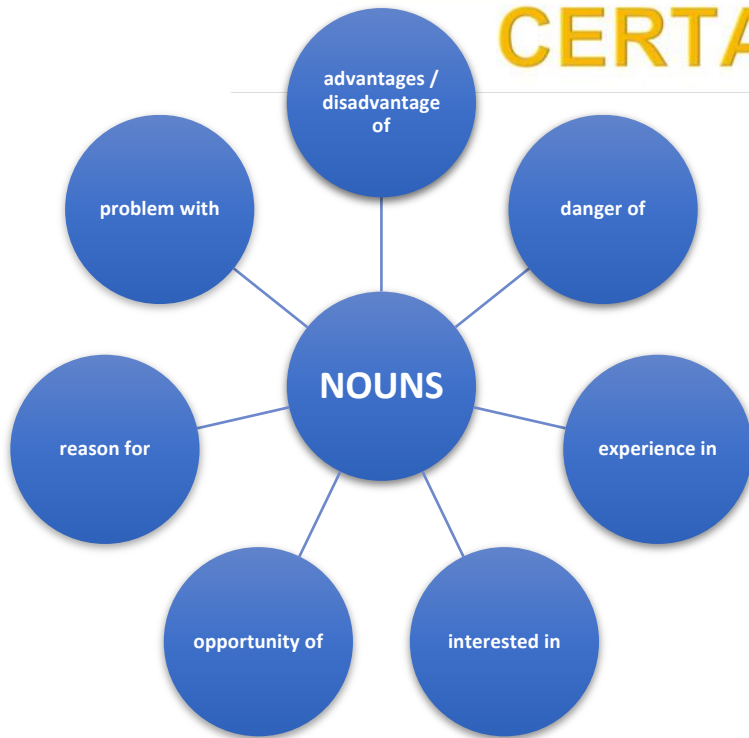 CERTA
advantages /
disadvantage
of
problem with
danger of
NOUNS
reason for
experience in
opportunity of
interested in